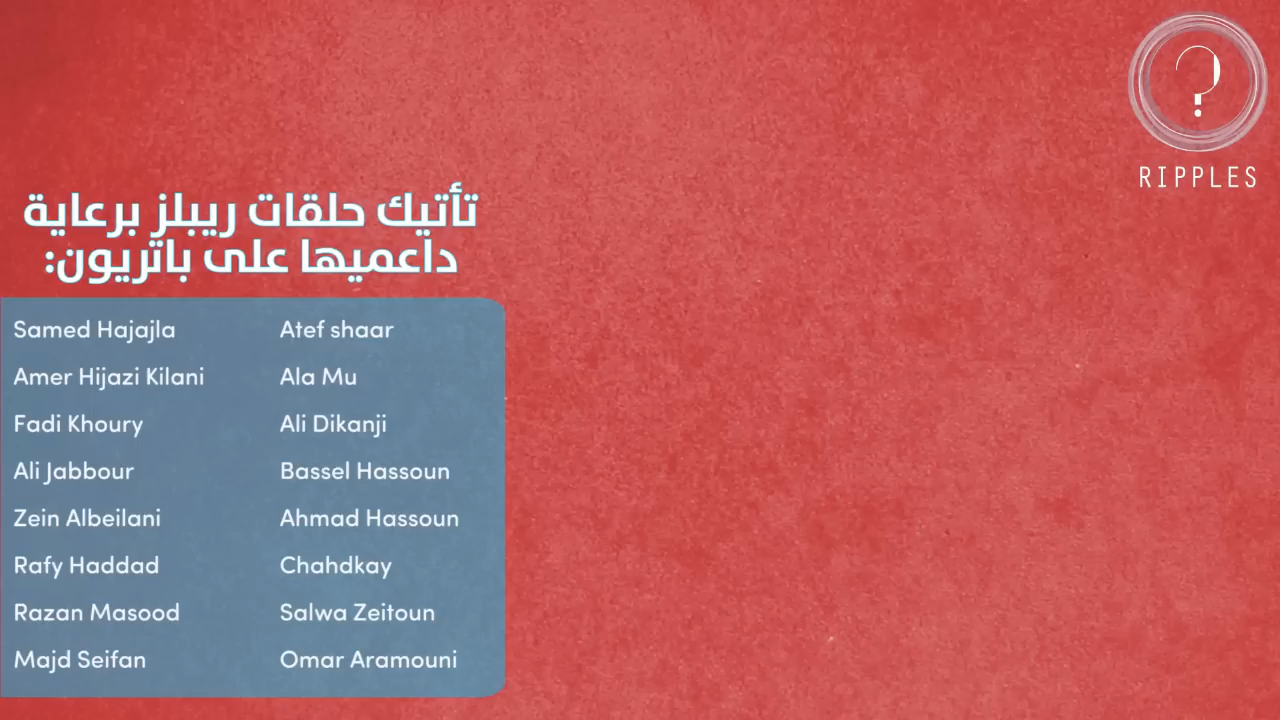 RIPPLES
تأتيك حلقات ريبلز برعاية
داعميها على باتريون:
Samed Hajajla
Amer Hijazi Kilani
Fadi Khoury
Ali Jabbour
Zein Albeilani
Rafy Haddad
Razan Masood
Majd Seifan
Atef shaar
Ala Mu
Ali Dikanji
Bassel Hassoun
Ahmad Hassoun
Chahdkay
Salwa Zeitoun
Omar Aramouni